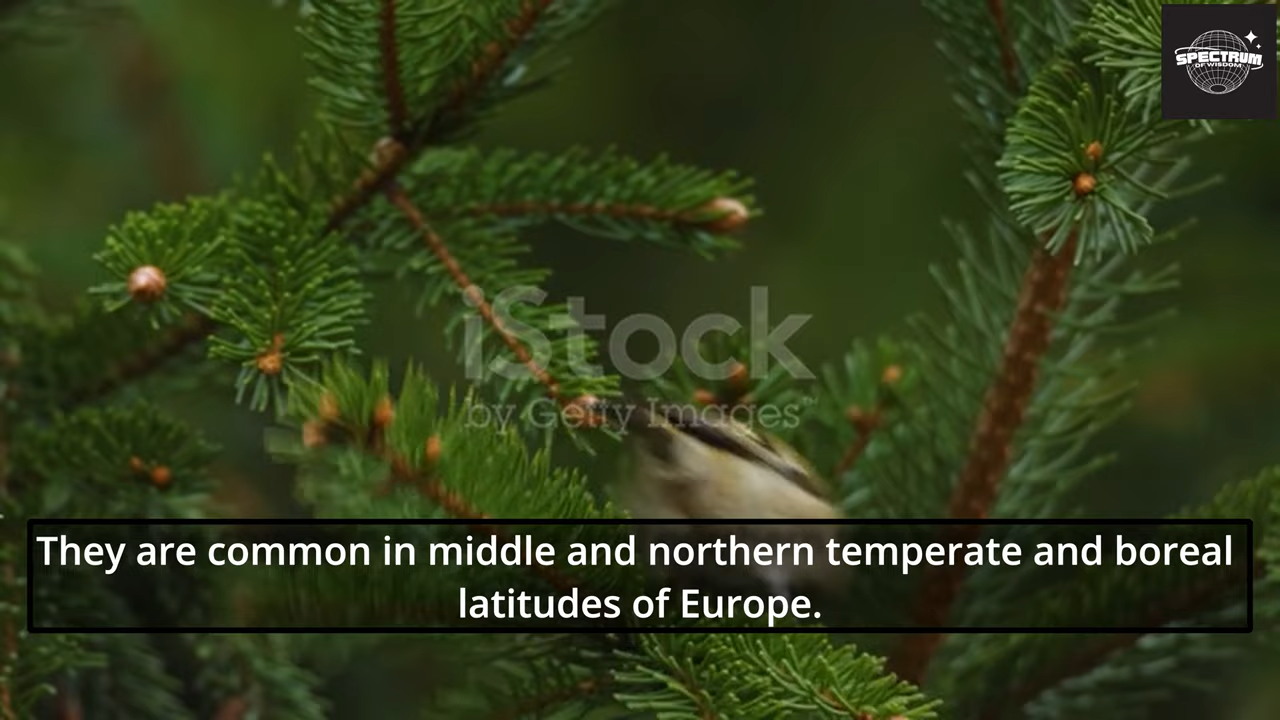 SPECTRUM
OF WISDOM
iStock
by Getty Images™
They are common in middle and northern temperate and boreal
latitudes of Europe.